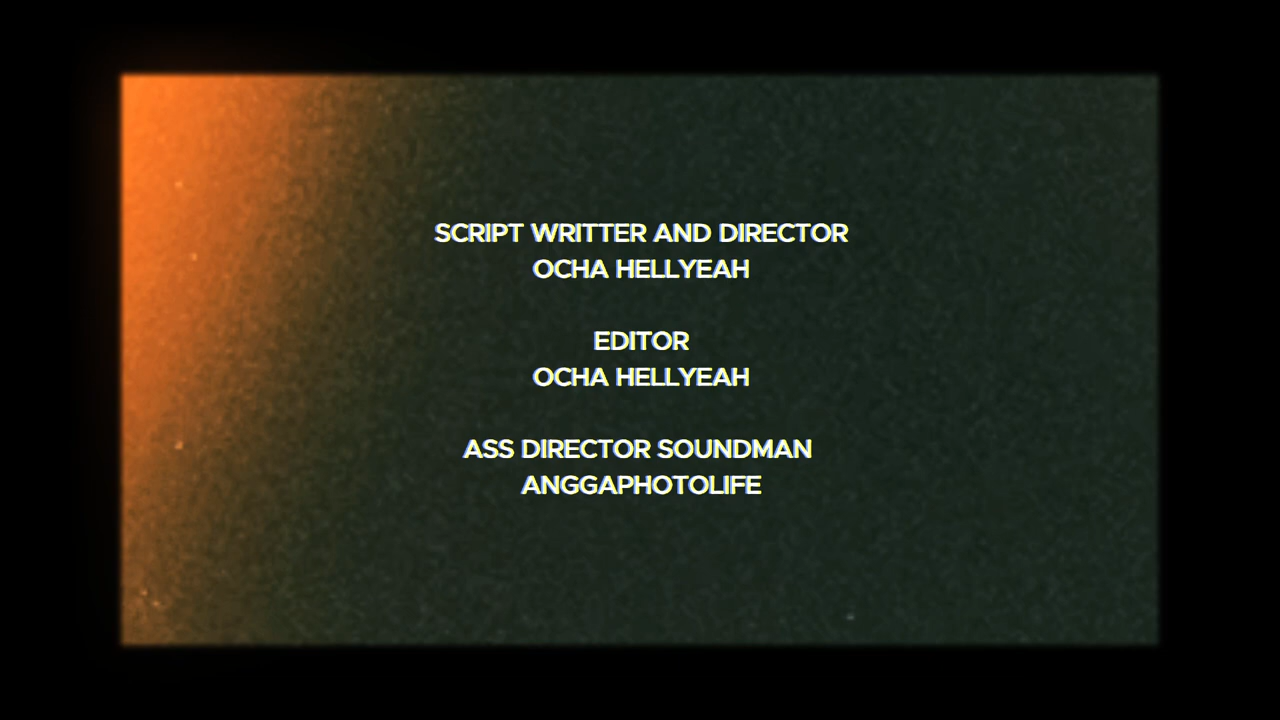 SCRIPT WRITTER AND DIRECTOR
OCHA HELLYEAH
EDITOR
OCHA HELLYEAH
ASS DIRECTOR SOUNDMAN
ANGGAPHOTOLIFE